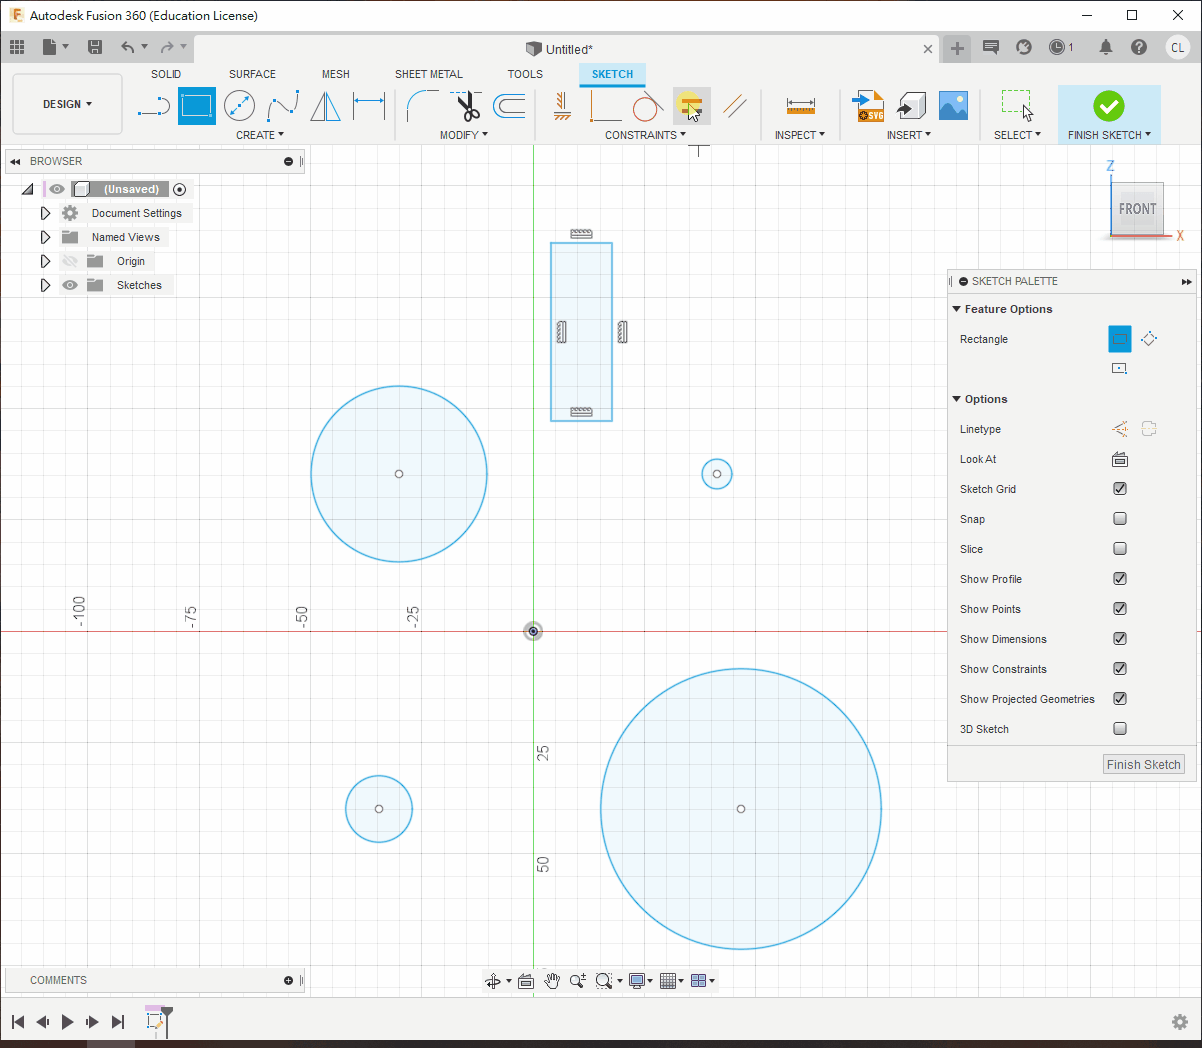 Autodesk Fusion 360 (Education License)
Untitled*
1
CL
DESIGN
SOLID
SURFACE
MESH
SHEET METAL
TOOLS
SKETCH
CREATE
MODIFY
CONSTRAINTS
INSPECT
SVG
INSERT
SELECT
FINISH SKETCH
BROWSER
(Unsaved)
Document Settings
Named Views
Origin
Sketches
Z
FRONT
X
SKETCH PALETTE
Feature Options
Rectangle
Options
Linetype
Look At
Sketch Grid
Snap
Slice
Show Profile
Show Points
Show Dimensions
Show Constraints
Show Projected Geometries
3D Sketch
Finish Sketch
-100
-75
-50
-25
25
50
COMMENTS